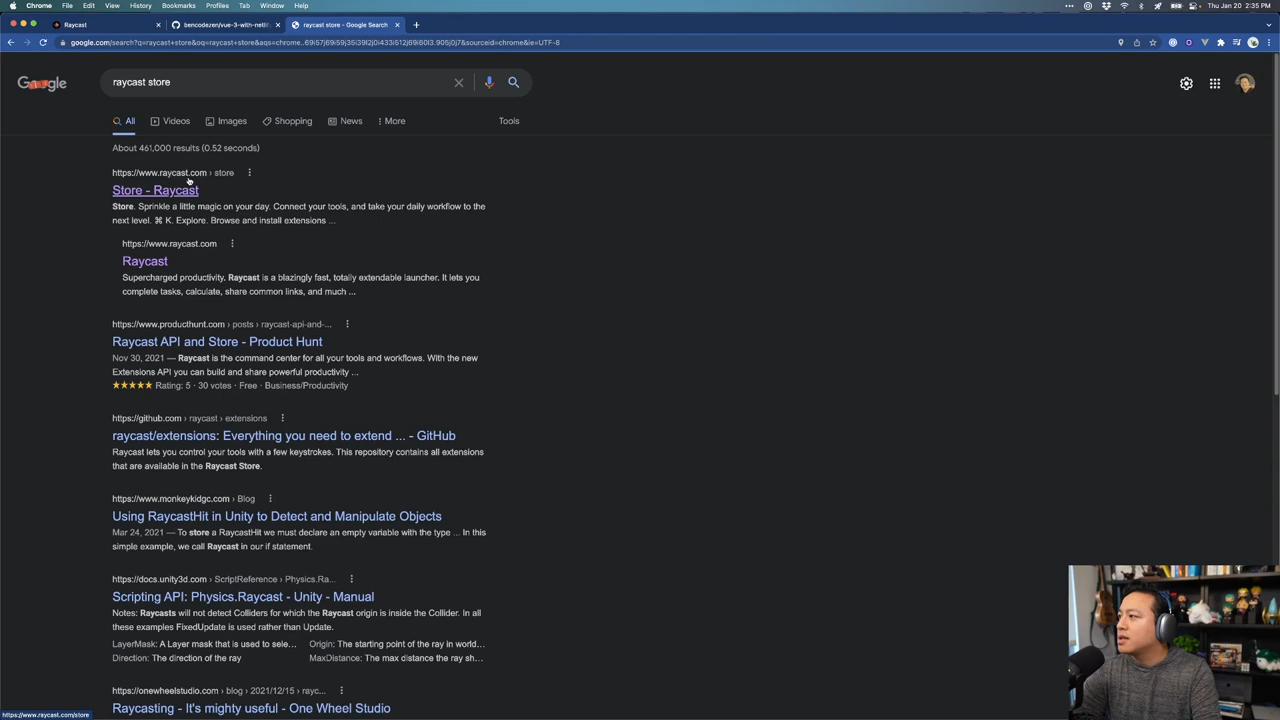 Chrome File Edit View History Bookmarks Profiles Tab Window Help
Thu Jan 20 2:35 PM
Raycast
bencodezen/vue-3-with-netlif
raycast store - Google Search
Google
raycast store
All
Videos
Images
Shopping
News
More
Tools
About 461,000 results (0.52 seconds)
https://www.raycast.com › store
Store - Raycast
Store. Sprinkle a little magic on your day. Connect your tools, and take your daily workflow to the
next level. ⌘ K. Explore. Browse and install extensions ...
https://www.raycast.com
Raycast
Supercharged productivity. Raycast is a blazingly fast, totally extendable launcher. It lets you
complete tasks, calculate, share common links, and much ...
https://www.producthunt.com › posts › raycast-api-and-...
Raycast API and Store - Product Hunt
Nov 30, 2021 — Raycast is the command center for all your tools and workflows. With the new
Extensions API you can build and share powerful productivity ...
★★★★★ Rating: 5 · 30 votes · Free · Business/Productivity
https://github.com › raycast › extensions
raycast/extensions: Everything you need to extend ... - GitHub
Raycast lets you control your tools with a few keystrokes. This repository contains all extensions
that are available in the Raycast Store.
https://www.monkeykidgc.com › Blog
Using RaycastHit in Unity to Detect and Manipulate Objects
Mar 24, 2021 — To store a RaycastHit we must declare an empty variable with the type ... In this
simple example, we call Raycast in our if statement.
https://docs.unity3d.com › ScriptReference › Physics.Ra...
Scripting API: Physics.Raycast - Unity - Manual
Notes: Raycasts will not detect Colliders for which the Raycast origin is inside the Collider. In all
these examples FixedUpdate is used rather than Update.
LayerMask: A Layer mask that is used to sele...
Origin: The starting point of the ray in world...
Direction: The direction of the ray
MaxDistance: The max distance the ray sh...
https://onewheelstudio.com › blog › 2021/12/15 › rayc...
Raycasting - It's mighty useful - One Wheel Studio
https://www.raycast.com/store